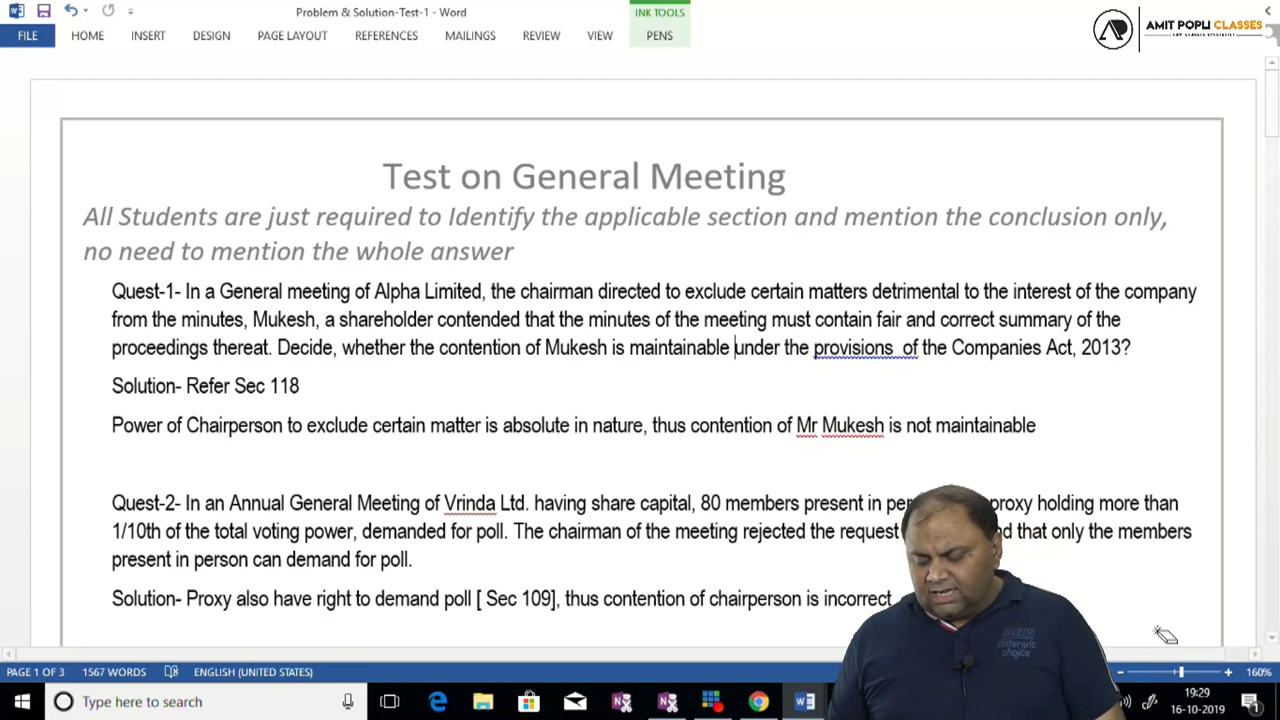 Problem & Solution-Test-1 - Word
INK TOOLS
AMIT POPLI CLASSES
FILE HOME INSERT DESIGN PAGE LAYOUT REFERENCES MAILINGS REVIEW VIEW PENS
Test on General Meeting
All Students are just required to Identify the applicable section and mention the conclusion only,
no need to mention the whole answer
Quest-1- In a General meeting of Alpha Limited, the chairman directed to exclude certain matters detrimental to the interest of the company
from the minutes, Mukesh, a shareholder contended that the minutes of the meeting must contain fair and correct summary of the
proceedings thereat. Decide, whether the contention of Mukesh is maintainable under the provisions of the Companies Act, 2013?
Solution- Refer Sec 118
Power of Chairperson to exclude certain matter is absolute in nature, thus contention of Mr Mukesh is not maintainable
Quest-2- In an Annual General Meeting of Vrinda Ltd. having share capital, 80 members present in proxy holding more than
1/10th of the total voting power, demanded for poll. The chairman of the meeting rejected the request that only the members
present in person can demand for poll.
Solution- Proxy also have right to demand poll [ Sec 109], thus contention of chairperson is incorrect
different
choice
PAGE 1 OF 3 1567 WORDS ENGLISH (UNITED STATES) 160%
Type here to search
19:29
16-10-2019